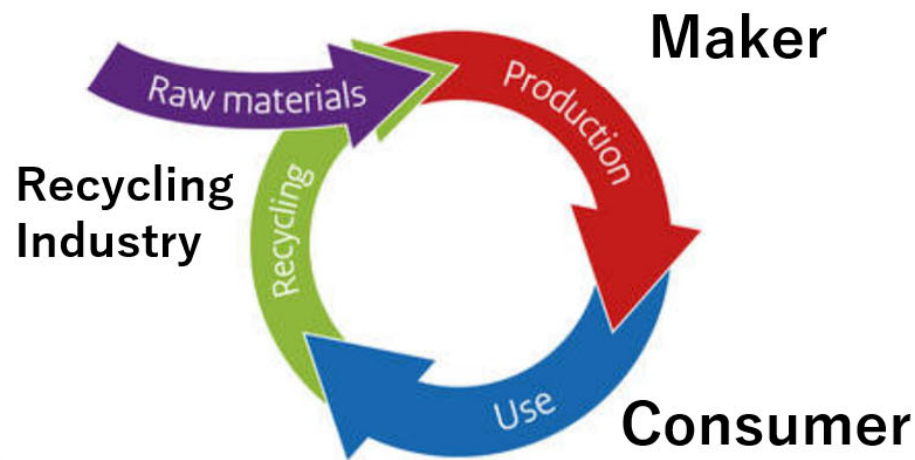 Maker
Raw materials
Production
Recycling
Industry
Recycling
Use
Consumer